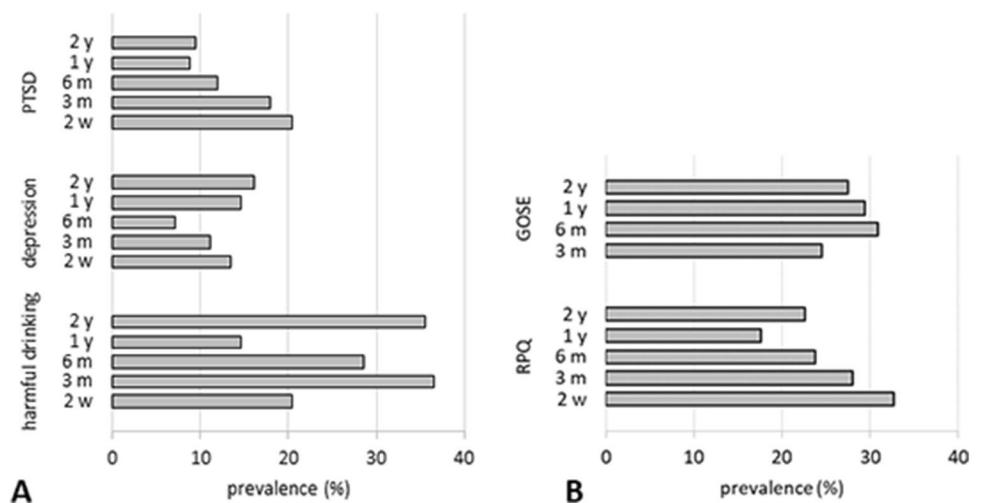 PTSD
2 y
1 y
6 m
3 m
2 w
depression
2 y
1 y
6 m
3 m
2 w
harmful drinking
2 y
1 y
6 m
3 m
2 w
0 10 20 30 40
prevalence (%)
A
GOSE
2 y
1 y
6 m
3 m
RPQ
2 y
1 y
6 m
3 m
2 w
0 10 20 30 40
prevalence (%)
B